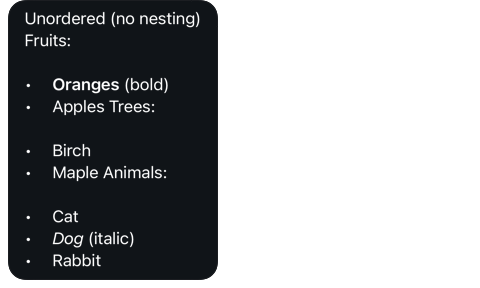 Unordered (no nesting)
Fruits:
• Oranges (bold)
• Apples Trees:
• Birch
• Maple Animals:
• Cat
• Dog (italic)
• Rabbit